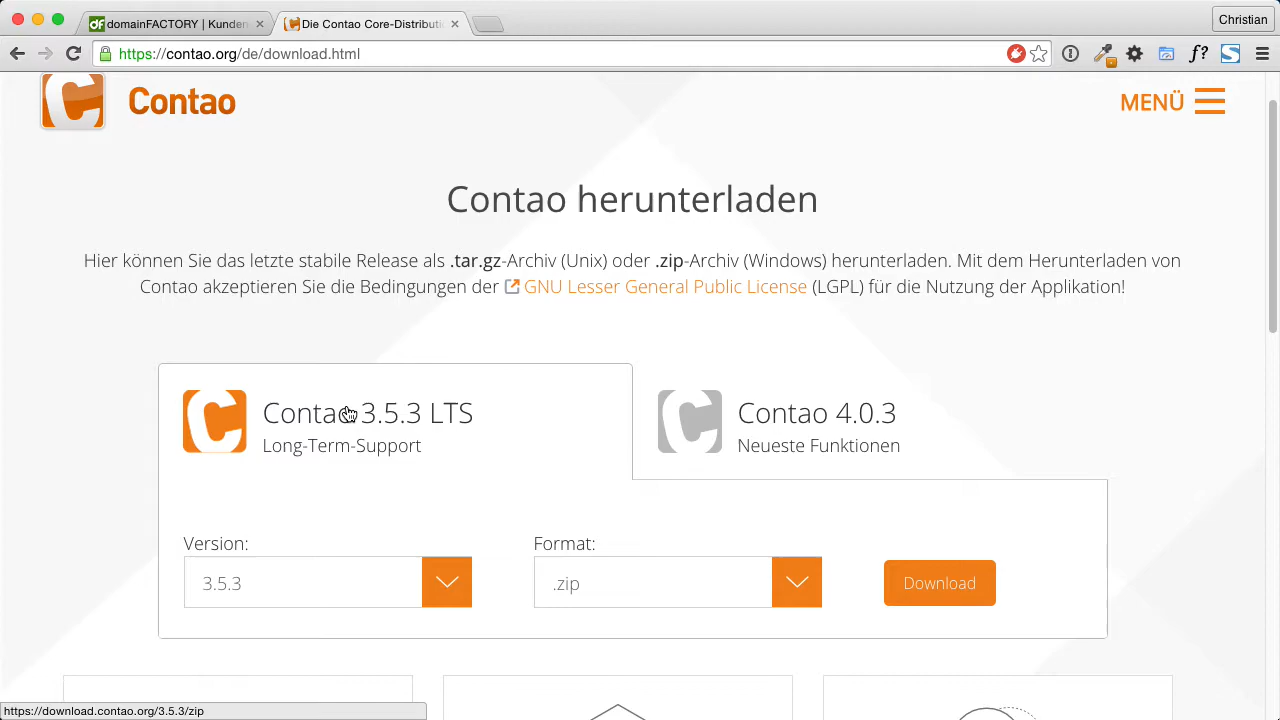 domainFACTORY | Kunden
Die Contao Core-Distributi
Christian
https://contao.org/de/download.html
Contao
MENÜ
Contao herunterladen
Hier können Sie das letzte stabile Release als .tar.gz-Archiv (Unix) oder .zip-Archiv (Windows) herunterladen. Mit dem Herunterladen von
Contao akzeptieren Sie die Bedingungen der GNU Lesser General Public License (LGPL) für die Nutzung der Applikation!
Contao 3.5.3 LTS
Long-Term-Support
Contao 4.0.3
Neueste Funktionen
Version:
Format:
3.5.3
.zip
Download
https://download.contao.org/3.5.3/zip